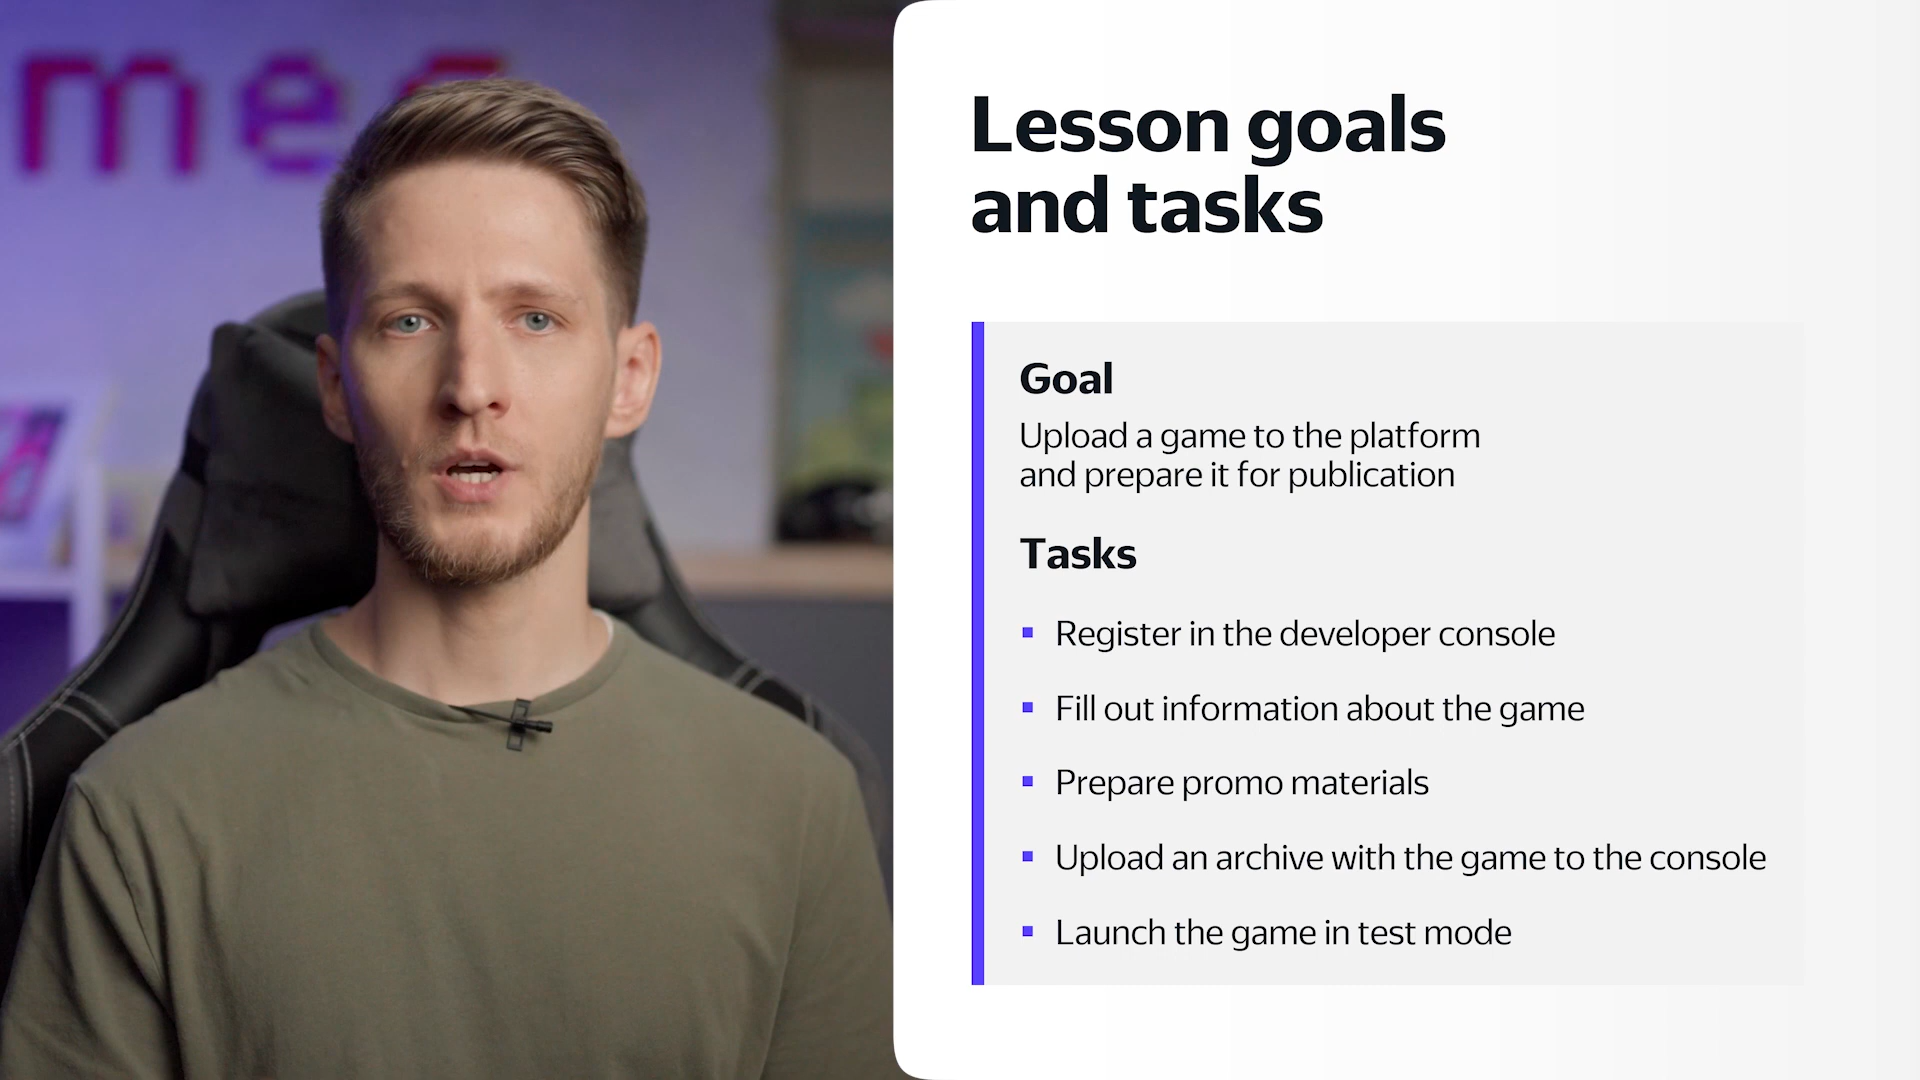 mes
Lesson goals
and tasks
Goal
Upload a game to the platform
and prepare it for publication
Tasks
Register in the developer console
Fill out information about the game
Prepare promo materials
Upload an archive with the game to the console
Launch the game in test mode